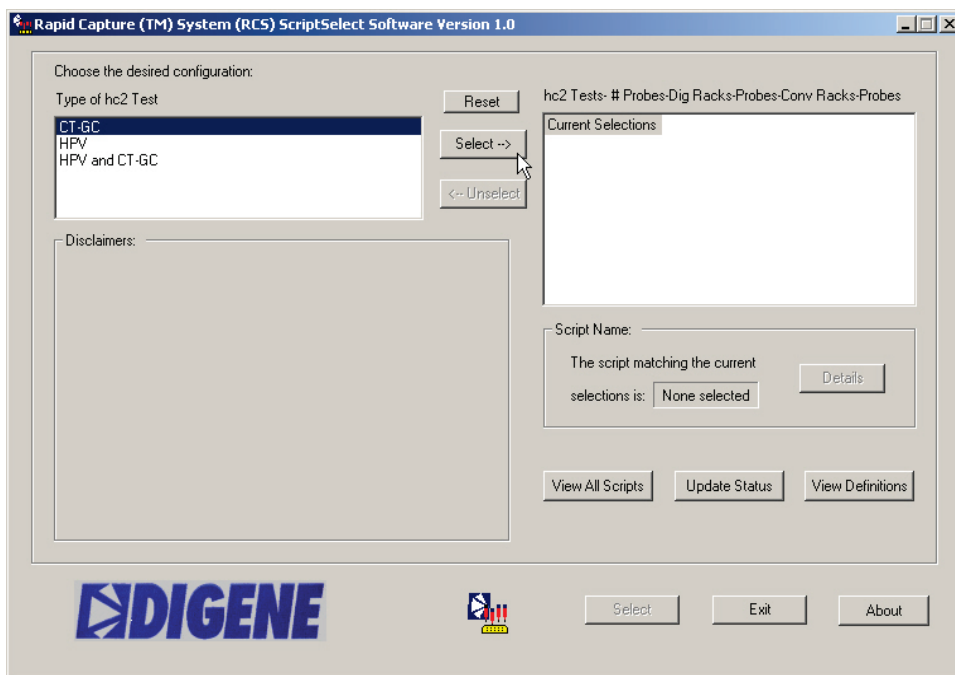 Rapid Capture (TM) System (RCS) ScriptSelect Software Version 1.0
Choose the desired configuration:
Type of hc2 Test
CT-GC
HPV
HPV and CT-GC
Reset
Select -->
<-- Unselect
hc2 Tests- # Probes-Dig Racks-Probes-Conv Racks-Probes
Current Selections
Disclaimers:
Script Name:
The script matching the current
selections is: None selected
Details
View All Scripts
Update Status
View Definitions
DIGENE
Select
Exit
About